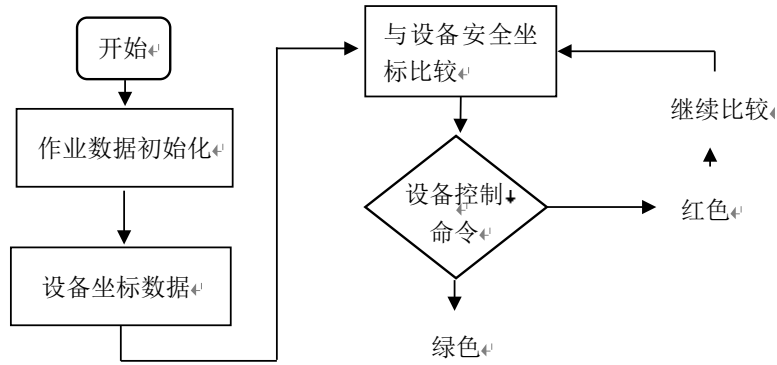 开始
作业数据初始化
设备坐标数据
与设备安全坐
标比较
设备控制
命令
绿色
红色
继续比较